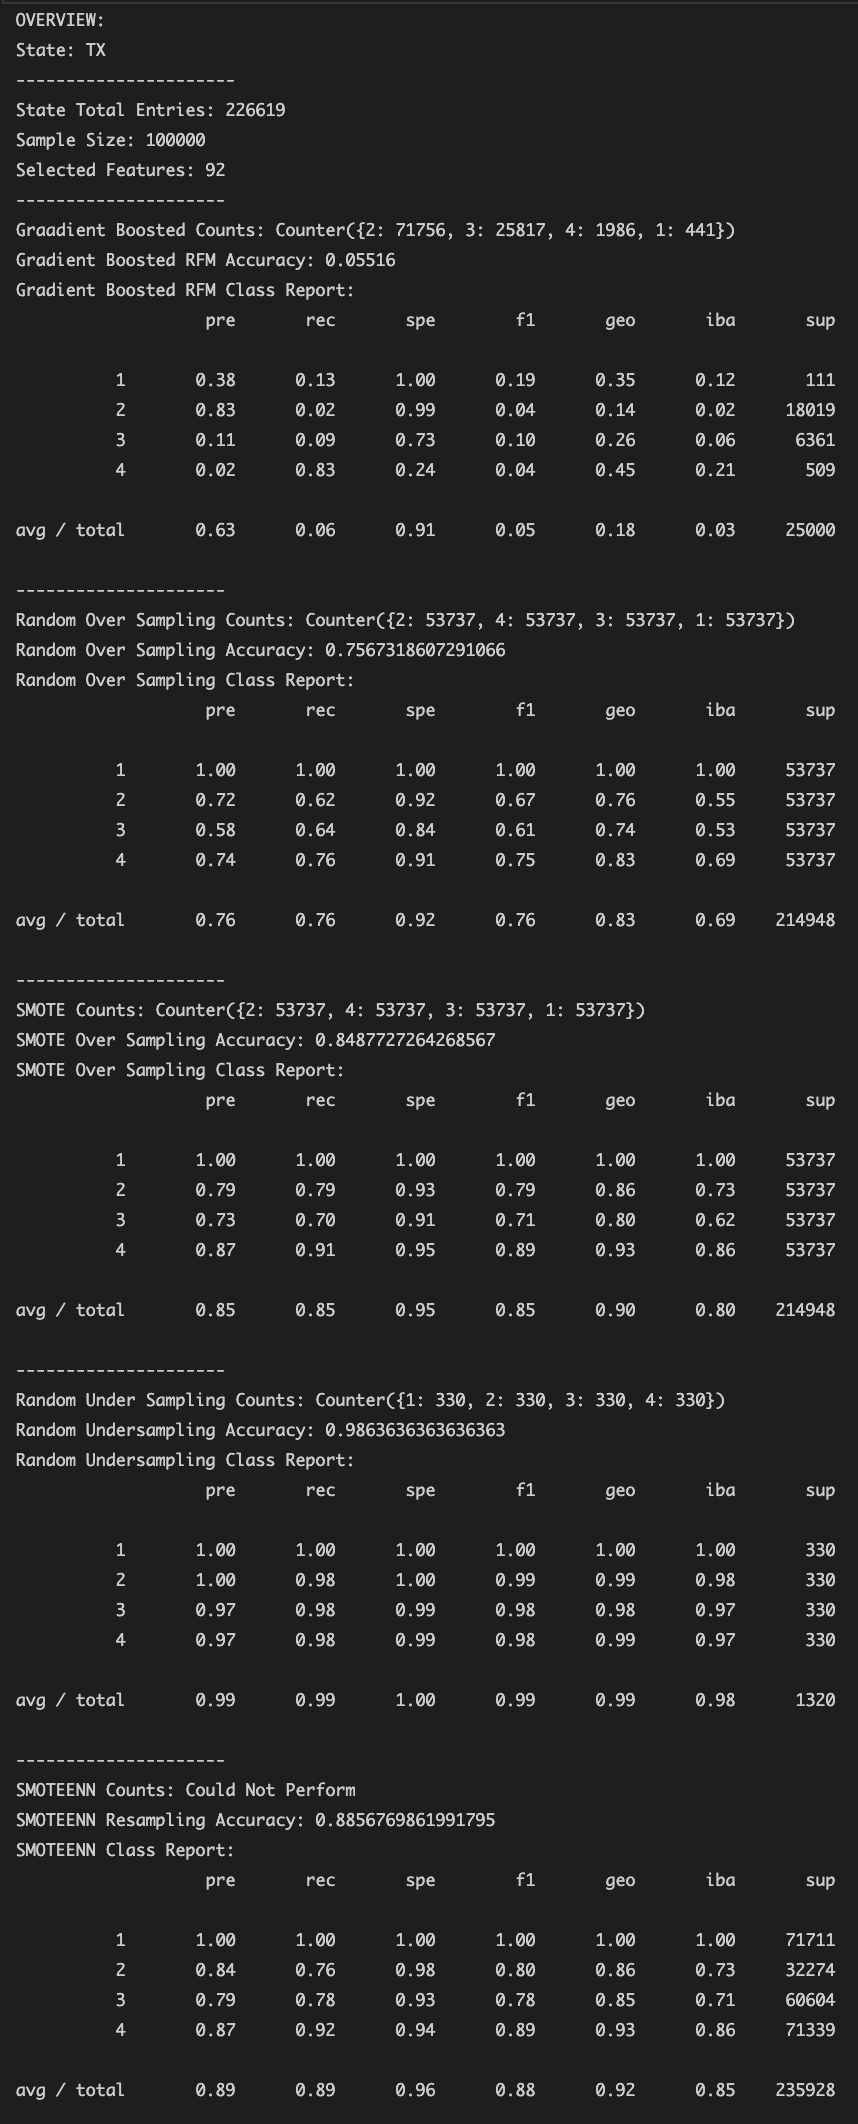 OVERVIEW:
State: TX
----------------------
State Total Entries: 226619
Sample Size: 100000
Selected Features: 92
---------------------
Graadient Boosted Counts: Counter({2: 71756, 3: 25817, 4: 1986, 1: 441})
Gradient Boosted RFM Accuracy: 0.05516
Gradient Boosted RFM Class Report:
pre rec spe f1 geo iba sup
1 0.38 0.13 1.00 0.19 0.35 0.12 111
2 0.83 0.02 0.99 0.04 0.14 0.02 18019
3 0.11 0.09 0.73 0.10 0.26 0.06 6361
4 0.02 0.83 0.24 0.04 0.45 0.21 509
avg / total 0.63 0.06 0.91 0.05 0.18 0.03 25000
---------------------
Random Over Sampling Counts: Counter({2: 53737, 4: 53737, 3: 53737, 1: 53737})
Random Over Sampling Accuracy: 0.7567318607291066
Random Over Sampling Class Report:
pre rec spe f1 geo iba sup
1 1.00 1.00 1.00 1.00 1.00 1.00 53737
2 0.72 0.62 0.92 0.67 0.76 0.55 53737
3 0.58 0.64 0.84 0.61 0.74 0.53 53737
4 0.74 0.76 0.91 0.75 0.83 0.69 53737
avg / total 0.76 0.76 0.92 0.76 0.83 0.69 214948
---------------------
SMOTE Counts: Counter({2: 53737, 4: 53737, 3: 53737, 1: 53737})
SMOTE Over Sampling Accuracy: 0.8487727264268567
SMOTE Over Sampling Class Report:
pre rec spe f1 geo iba sup
1 1.00 1.00 1.00 1.00 1.00 1.00 53737
2 0.79 0.79 0.93 0.79 0.86 0.73 53737
3 0.73 0.70 0.91 0.71 0.80 0.62 53737
4 0.87 0.91 0.95 0.89 0.93 0.86 53737
avg / total 0.85 0.85 0.95 0.85 0.90 0.80 214948
---------------------
Random Under Sampling Counts: Counter({1: 330, 2: 330, 3: 330, 4: 330})
Random Undersampling Accuracy: 0.9863636363636363
Random Undersampling Class Report:
pre rec spe f1 geo iba sup
1 1.00 1.00 1.00 1.00 1.00 1.00 330
2 1.00 0.98 1.00 0.99 0.99 0.98 330
3 0.97 0.98 0.99 0.98 0.98 0.97 330
4 0.97 0.98 0.99 0.98 0.99 0.97 330
avg / total 0.99 0.99 1.00 0.99 0.99 0.98 1320
---------------------
SMOTEENN Counts: Could Not Perform
SMOTEENN Resampling Accuracy: 0.8856769861991795
SMOTEENN Class Report:
pre rec spe f1 geo iba sup
1 1.00 1.00 1.00 1.00 1.00 1.00 71711
2 0.84 0.76 0.98 0.80 0.86 0.73 32274
3 0.79 0.78 0.93 0.78 0.85 0.71 60604
4 0.87 0.92 0.94 0.89 0.93 0.86 71339
avg / total 0.89 0.89 0.96 0.88 0.92 0.85 235928